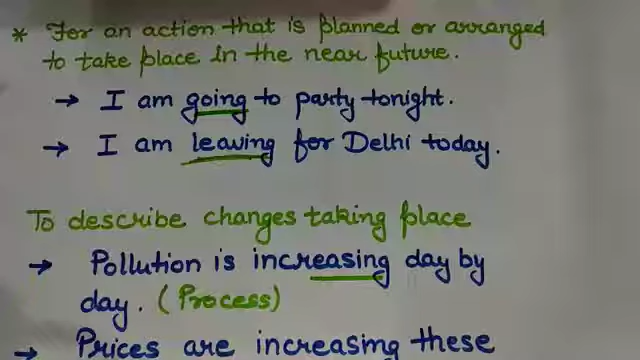 * For an action that is planned or arranged
to take place in the near future.
→ I am going to party tonight.
→ I am leaving for Delhi today.
To describe changes taking place
→ Pollution is increasing day by
day. (Process)
→ Prices are increasing these